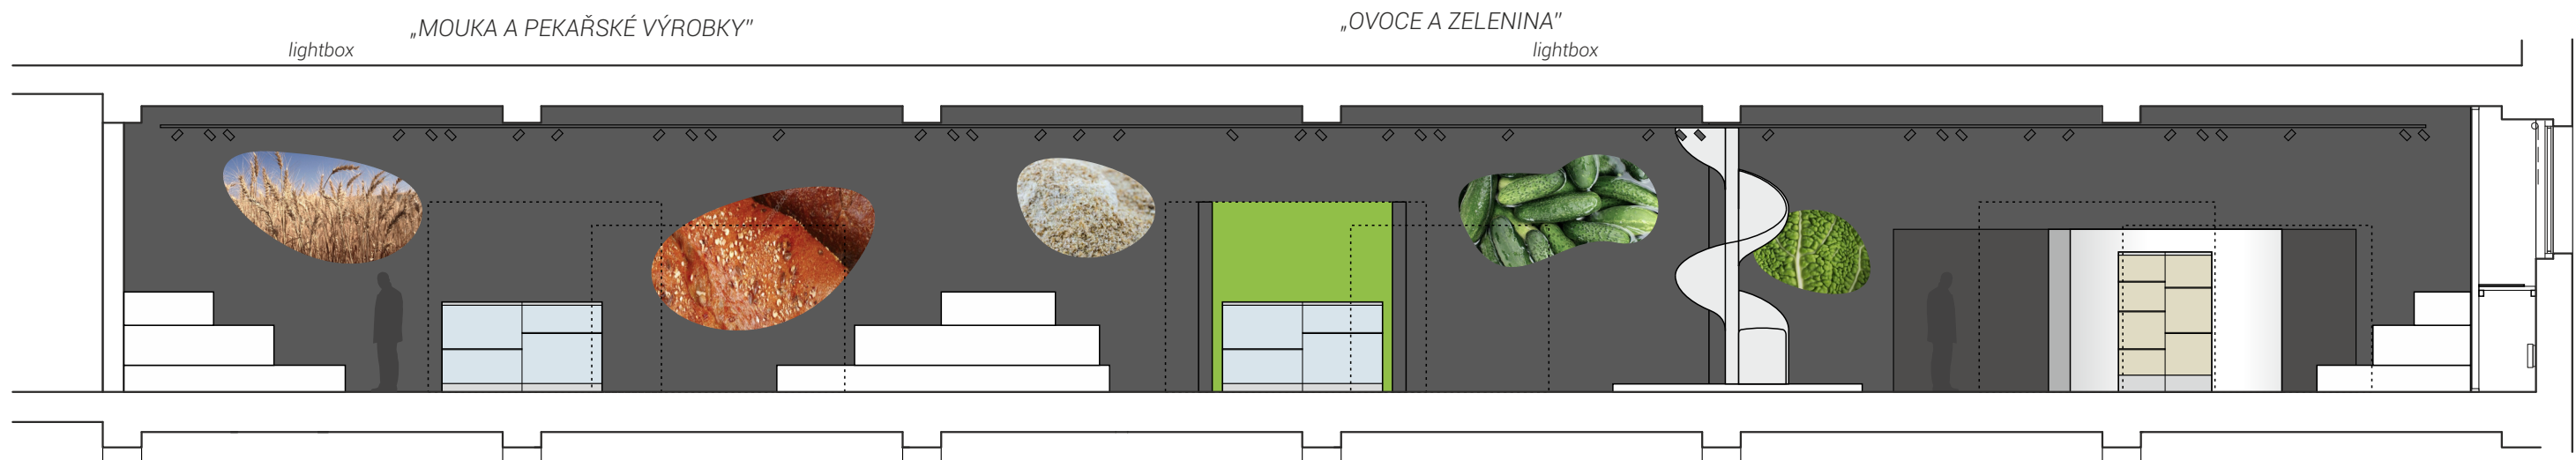 „MOUKA A PEKAŘSKÉ VÝROBKY"
lightbox
„OVOCE A ZELENINA"
lightbox